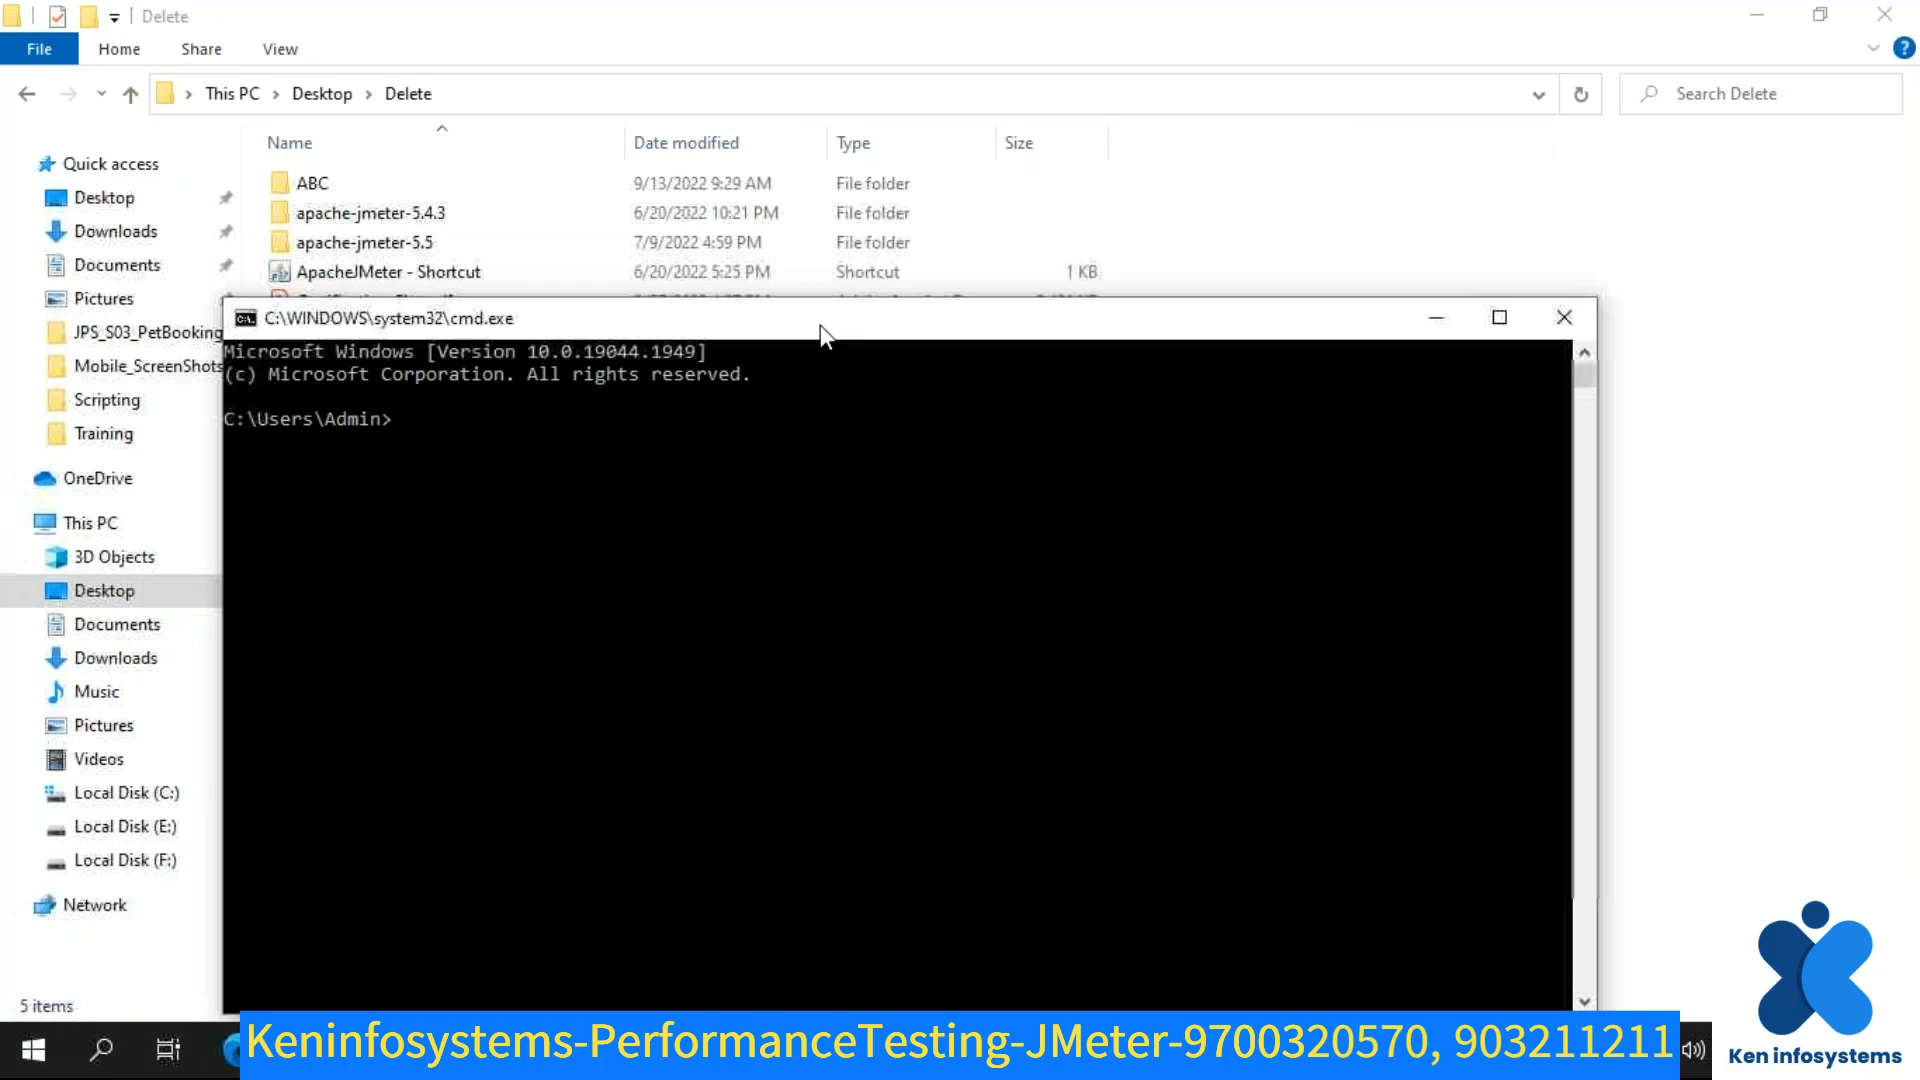 Delete
File Home Share View
This PC > Desktop > Delete
Search Delete
Name Date modified Type Size
ABC 9/13/2022 9:29 AM File folder
apache-jmeter-5.4.3 6/20/2022 10:21 PM File folder
apache-jmeter-5.5 7/9/2022 4:59 PM File folder
ApacheJMeter - Shortcut 6/20/2022 5:25 PM Shortcut 1 KB
Quick access
Desktop
Downloads
Documents
Pictures
JPS_S03_PetBooking
Mobile_ScreenShots
Scripting
Training
OneDrive
This PC
3D Objects
Desktop
Documents
Downloads
Music
Pictures
Videos
Local Disk (C:)
Local Disk (E:)
Local Disk (F:)
Network
5 items
C:\WINDOWS\system32\cmd.exe
Microsoft Windows [Version 10.0.19044.1949]
(c) Microsoft Corporation. All rights reserved.
C:\Users\Admin>
Keninfosystems-PerformanceTesting-JMeter-9700320570, 903211211
Ken infosystems